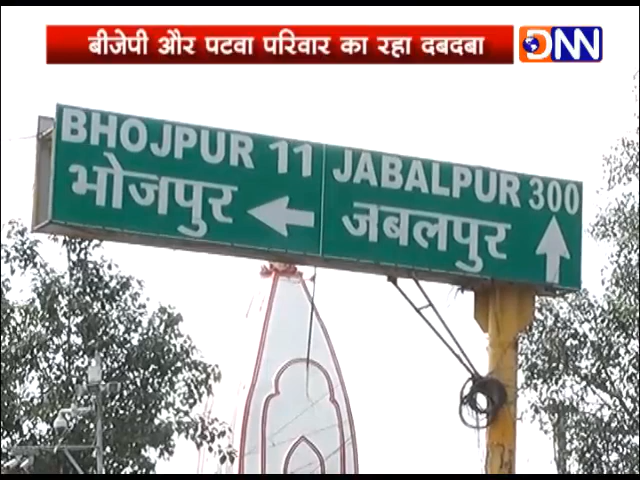 बीजेपी और पटवा परिवार का रहा दबदबा
DNN
BHOJPUR 11
भोजपुर
JABALPUR 300
जबलपुर